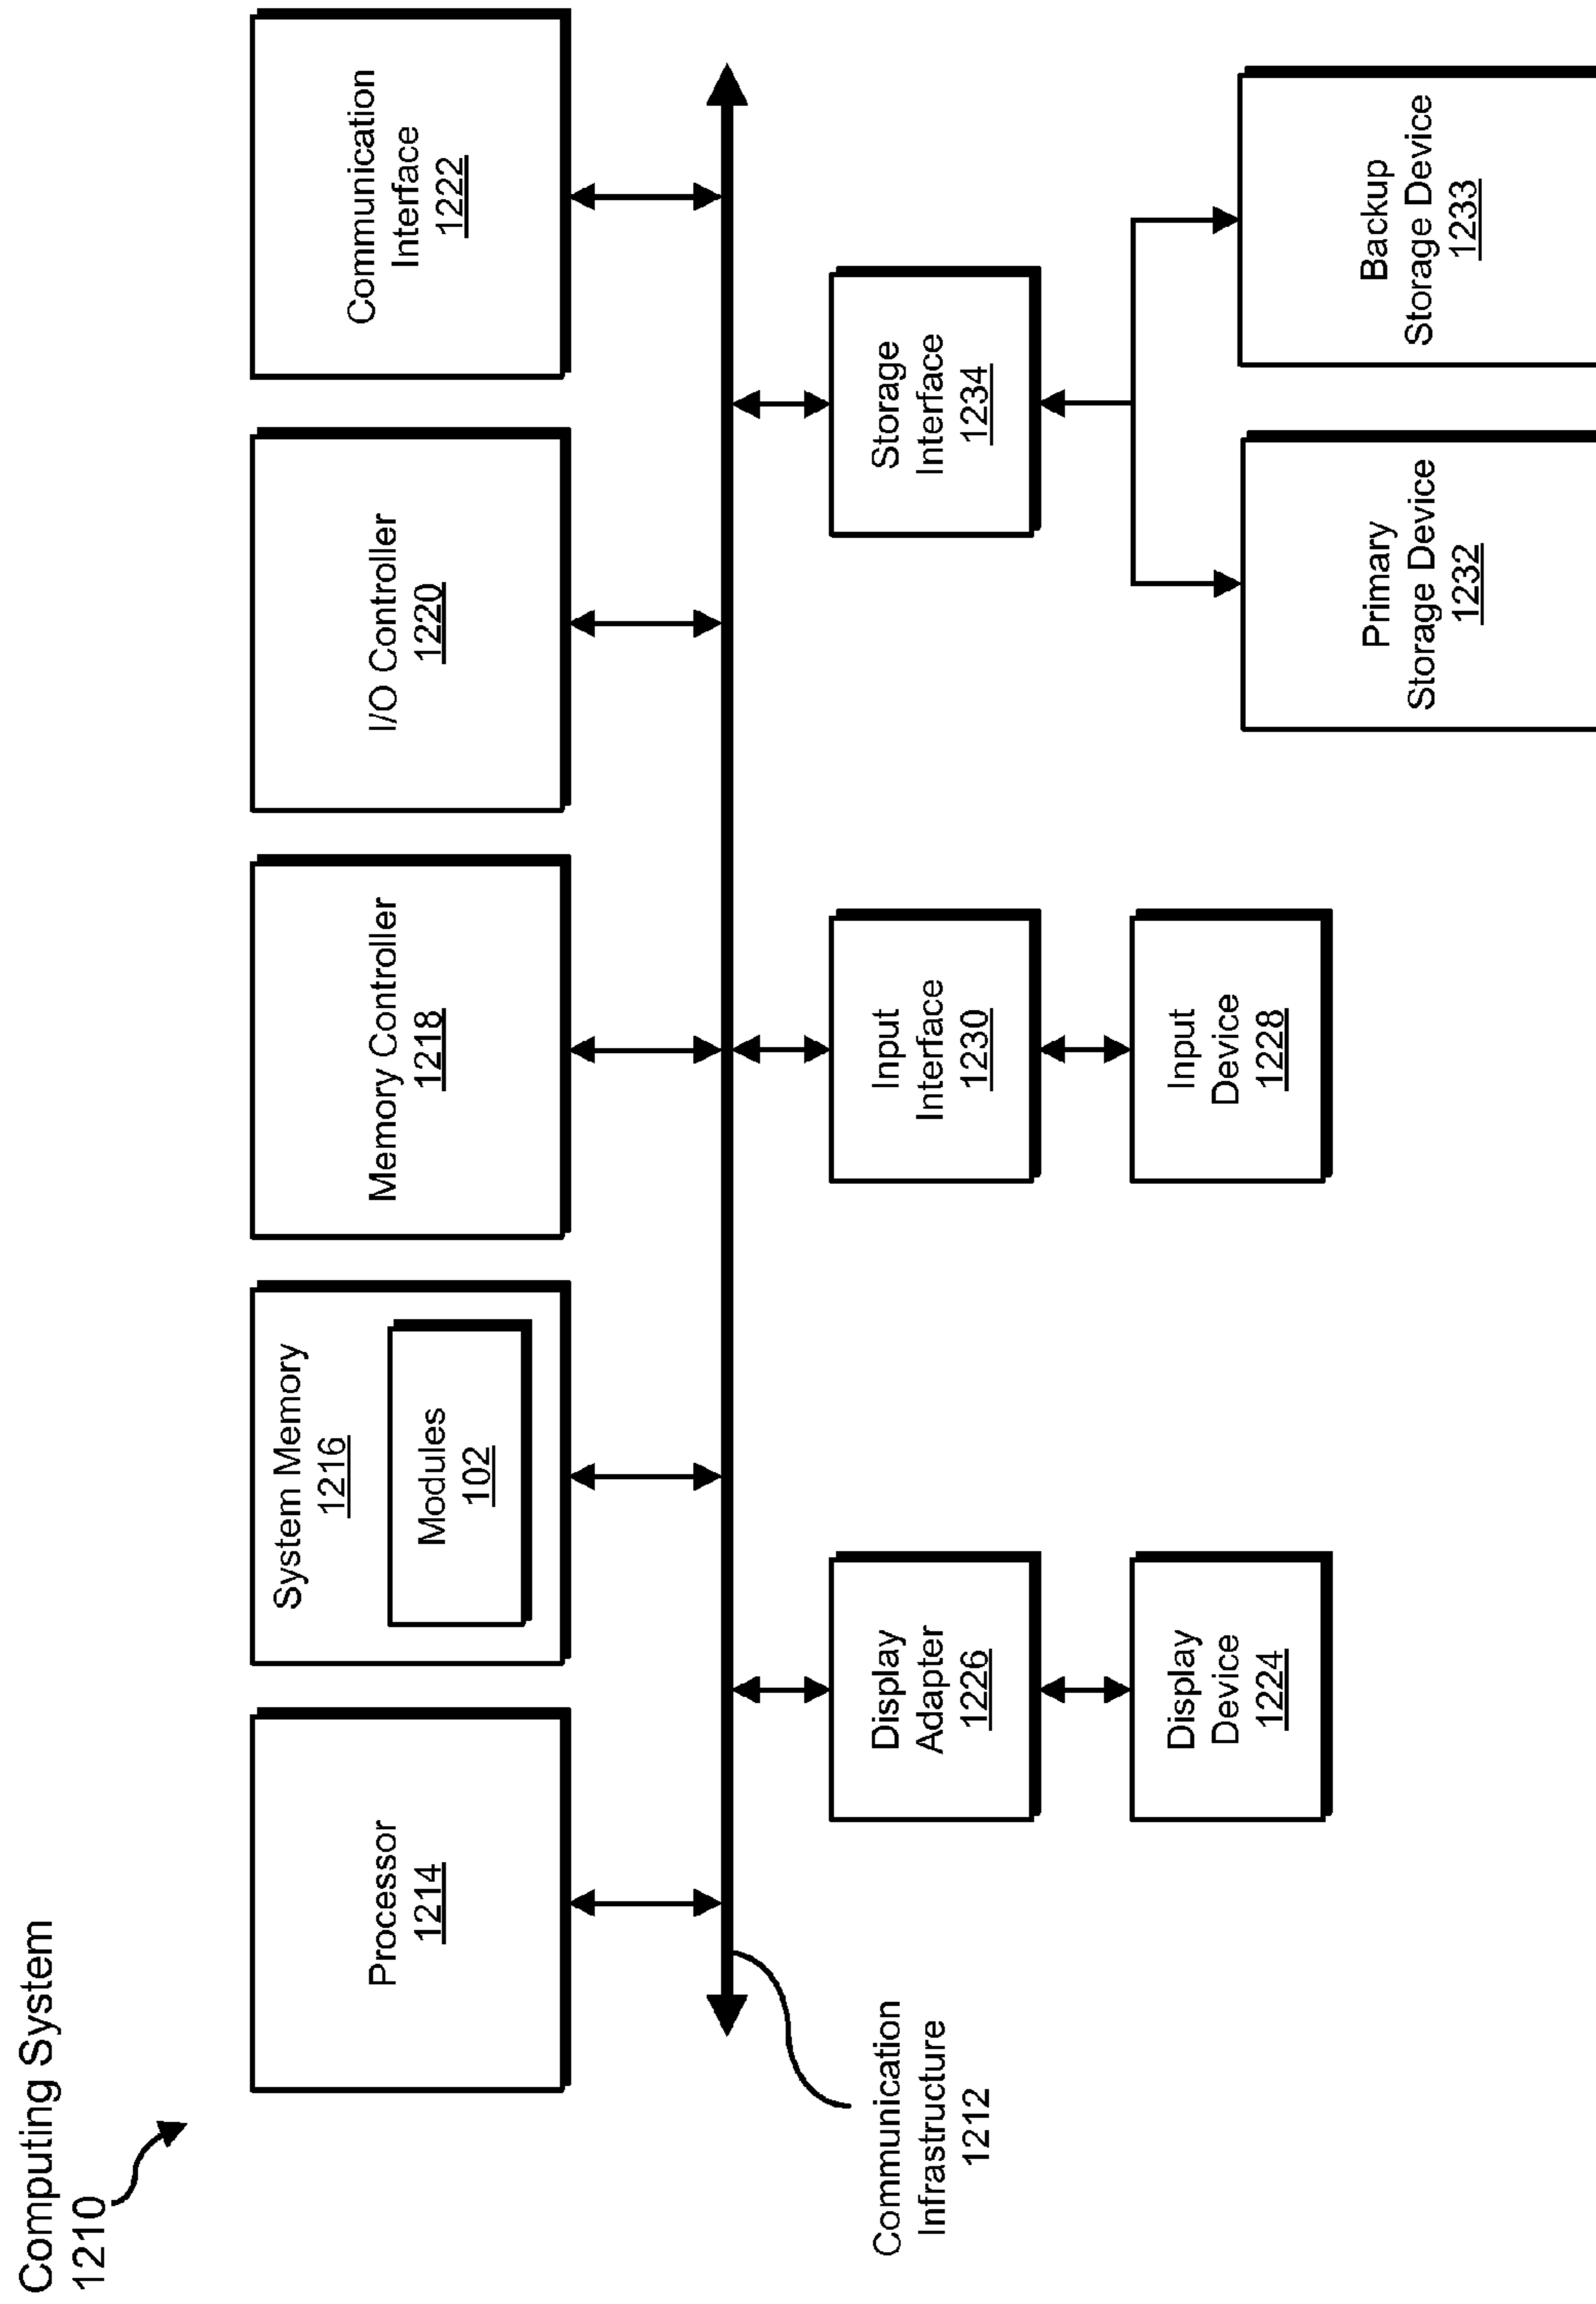 Computing System
1210
Processor
1214
System Memory
1216
Modules
102
Memory Controller
1218
I/O Controller
1220
Communication
Interface
1222
Communication
Infrastructure
1212
Display
Adapter
1226
Input
Interface
1230
Storage
Interface
1234
Display
Device
1224
Input
Device
1228
Primary
Storage Device
1232
Backup
Storage Device
1233